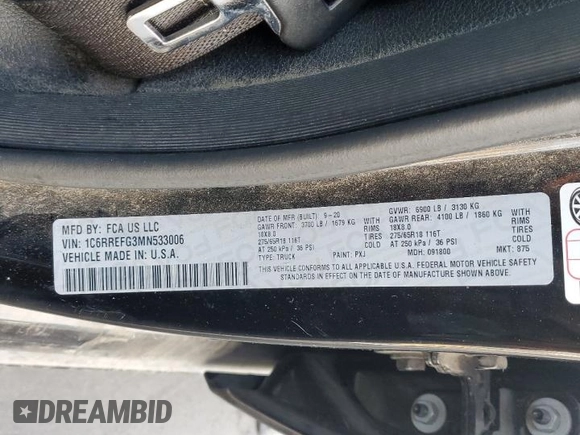 MFD BY: FCA US LLC
VIN: 1C6RREFG3MN533006
VEHICLE MADE IN: U.S.A.
DATE OF MFR (BUILT) 9-20
GAWR FRONT: 3700 LB / 1679 KG
18X8.0 RIMS
275/65R18 116T TIRES
AT 250 kPa / 36 PSI COLD
TYPE: TRUCK PAINT: PXJ
GVWR: 6900 LB / 3130 KG
GAWR REAR: 4100 LB / 1860 KG
18X8.0 RIMS
275/65R18 116T TIRES
AT 250 kPa / 36 PSI COLD
MDH: 091800 MKT: 875
THIS VEHICLE CONFORMS TO ALL APPLICABLE U.S.A. FEDERAL MOTOR VEHICLE SAFETY
STANDARDS IN EFFECT ON THE DATE OF MANUFACTURE SHOWN ABOVE.
DREAMBID